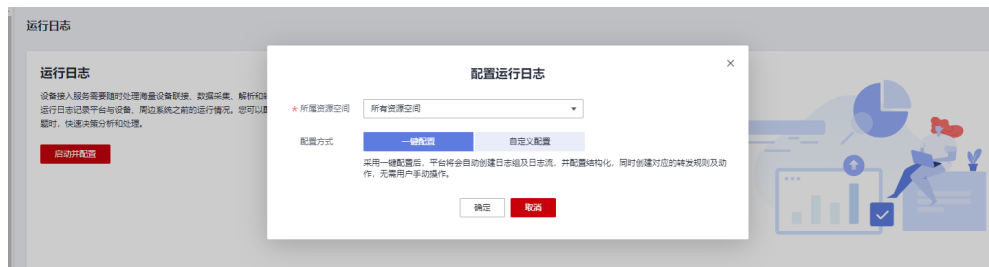 运行日志
运行日志
设备接入服务需要随时处理海量设备联接、数据采集、解析和
运行日志记录平台与设备、周边系统之前的运行情况。您可以
题时，快速决策分析和处理。
启动并配置
配置运行日志
* 所属资源空间
所有资源空间
配置方式
一键配置
自定义配置
采用一键配置后，平台将会自动创建日志组及日志流，并配置结构化，同时创建对应的转发规则及动
作，无需用户手动操作。
确定
取消